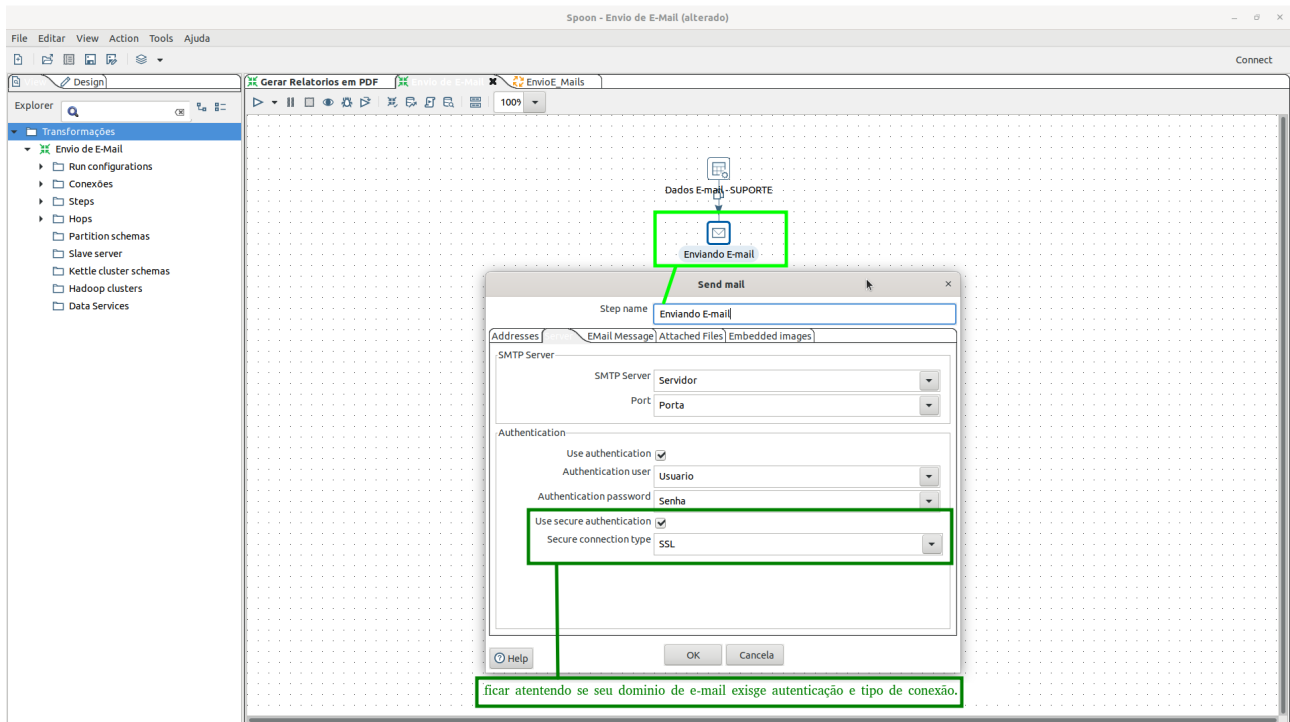 Spoon - Envio de E-Mail (alterado)
File Editar View Action Tools Ajuda
Connect
Design
Gerar Relatorios em PDF Envio de E-Mail EnvioE_Mails
Explorer
100%
Transformações
Envio de E-Mail
Run configurations
Conexões
Steps
Hops
Partition schemas
Slave server
Kettle cluster schemas
Hadoop clusters
Data Services
Dados E-mail - SUPORTE
Enviando E-mail
Send mail
Step name Enviando E-mail
Addresses EMail Message Attached Files Embedded images
SMTP Server
SMTP Server Servidor
Port Porta
Authentication
Use authentication
Authentication user Usuario
Authentication password Senha
Use secure authentication
Secure connection type SSL
Help OK Cancela
ficar atentendo se seu dominio de e-mail exisge autenticação e tipo de conexão.